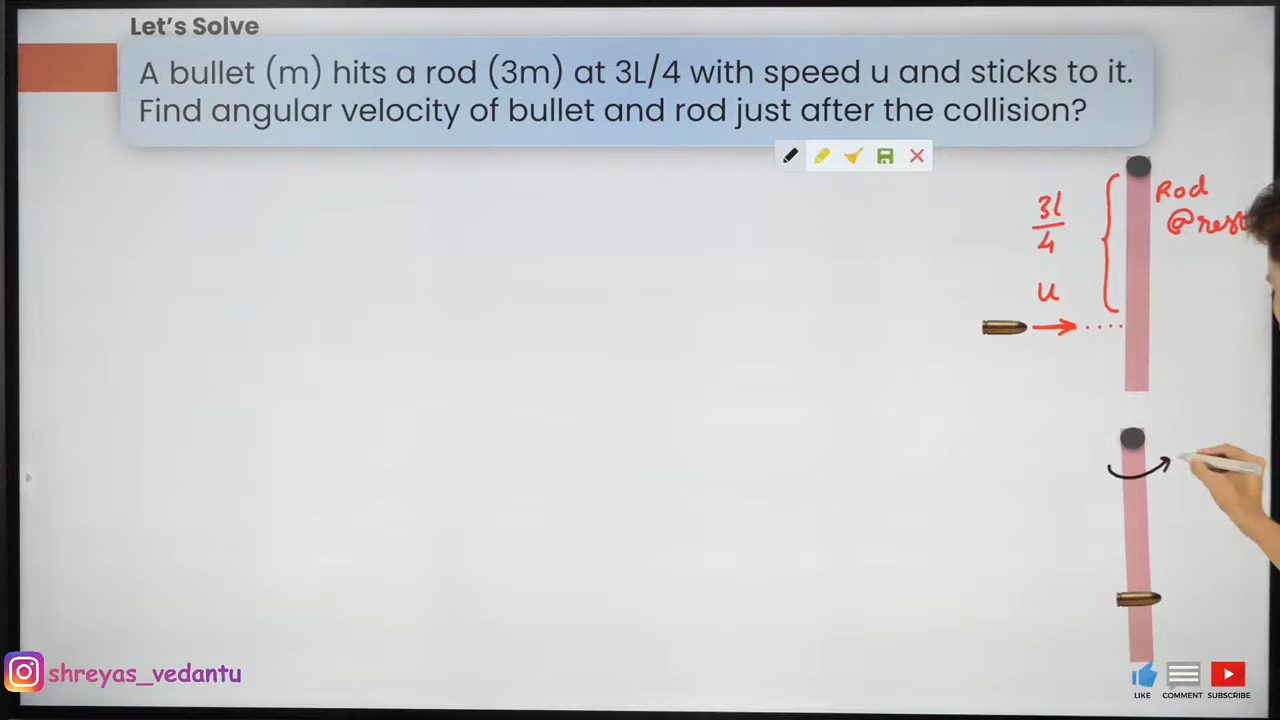 Let's Solve
A bullet (m) hits a rod (3m) at 3L/4 with speed u and sticks to it.
Find angular velocity of bullet and rod just after the collision?
Rod
@rest
3l
4
u
shreyas_vedantu
LIKE
COMMENT
SUBSCRIBE